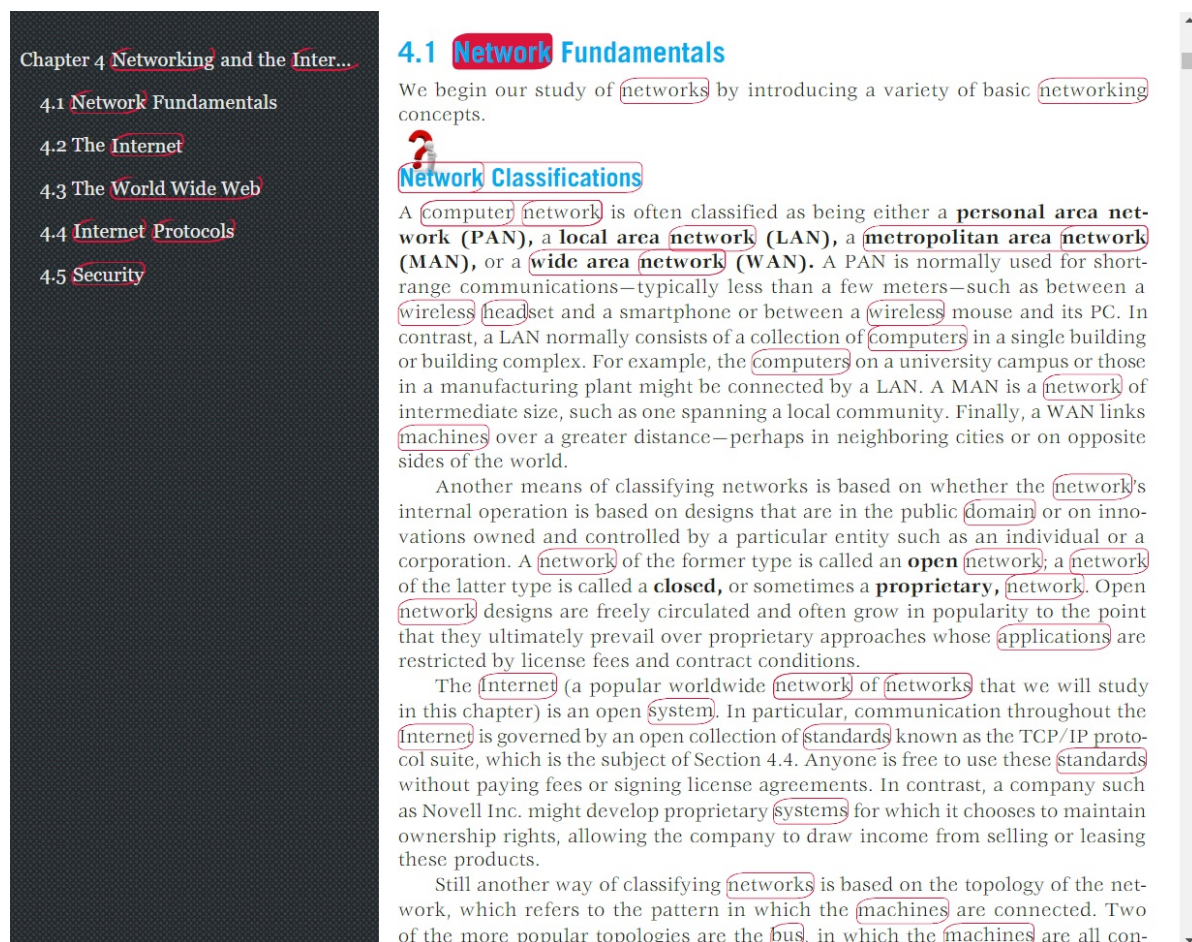 Chapter 4 Networking and the Inter...
4.1 Network Fundamentals
4.2 The Internet
4.3 The World Wide Web
4.4 Internet Protocols
4.5 Security
4.1 Network Fundamentals
We begin our study of networks by introducing a variety of basic networking
concepts.
?
Network Classifications
A computer network is often classified as being either a personal area net-
work (PAN), a local area network (LAN), a metropolitan area network
(MAN), or a wide area network (WAN). A PAN is normally used for short-
range communications—typically less than a few meters—such as between a
wireless headset and a smartphone or between a wireless mouse and its PC. In
contrast, a LAN normally consists of a collection of computers in a single building
or building complex. For example, the computers on a university campus or those
in a manufacturing plant might be connected by a LAN. A MAN is a network of
intermediate size, such as one spanning a local community. Finally, a WAN links
machines over a greater distance—perhaps in neighboring cities or on opposite
sides of the world.
Another means of classifying networks is based on whether the network's
internal operation is based on designs that are in the public domain or on inno-
vations owned and controlled by a particular entity such as an individual or a
corporation. A network of the former type is called an open network; a network
of the latter type is called a closed, or sometimes a proprietary, network. Open
network designs are freely circulated and often grow in popularity to the point
that they ultimately prevail over proprietary approaches whose applications are
restricted by license fees and contract conditions.
The Internet (a popular worldwide network of networks that we will study
in this chapter) is an open system. In particular, communication throughout the
Internet is governed by an open collection of standards known as the TCP/IP proto-
col suite, which is the subject of Section 4.4. Anyone is free to use these standards
without paying fees or signing license agreements. In contrast, a company such
as Novell Inc. might develop proprietary systems for which it chooses to maintain
ownership rights, allowing the company to draw income from selling or leasing
these products.
Still another way of classifying networks is based on the topology of the net-
work, which refers to the pattern in which the machines are connected. Two
of the more popular topologies are the bus, in which the machines are all con-